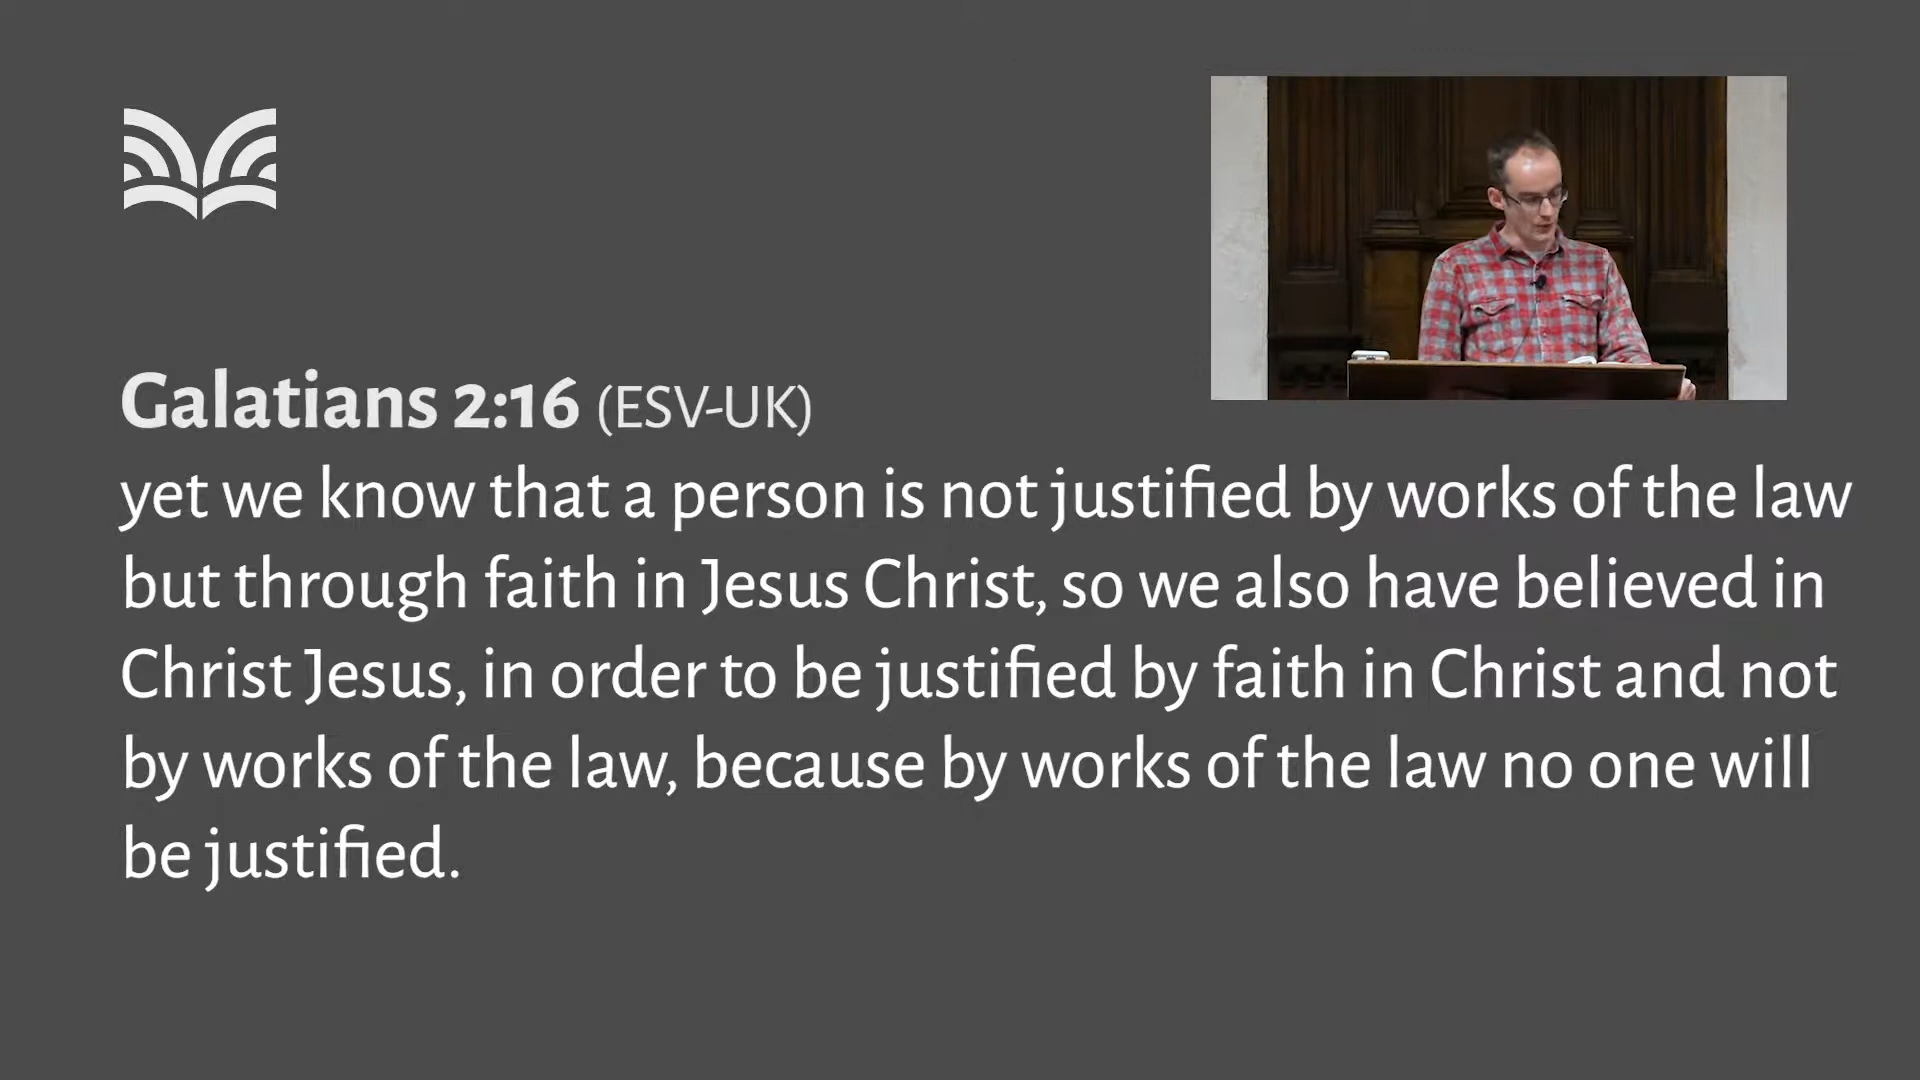 Galatians 2:16 (ESV-UK)
yet we know that a person is not justified by works of the law
but through faith in Jesus Christ, so we also have believed in
Christ Jesus, in order to be justified by faith in Christ and not
by works of the law, because by works of the law no one will
be justified.